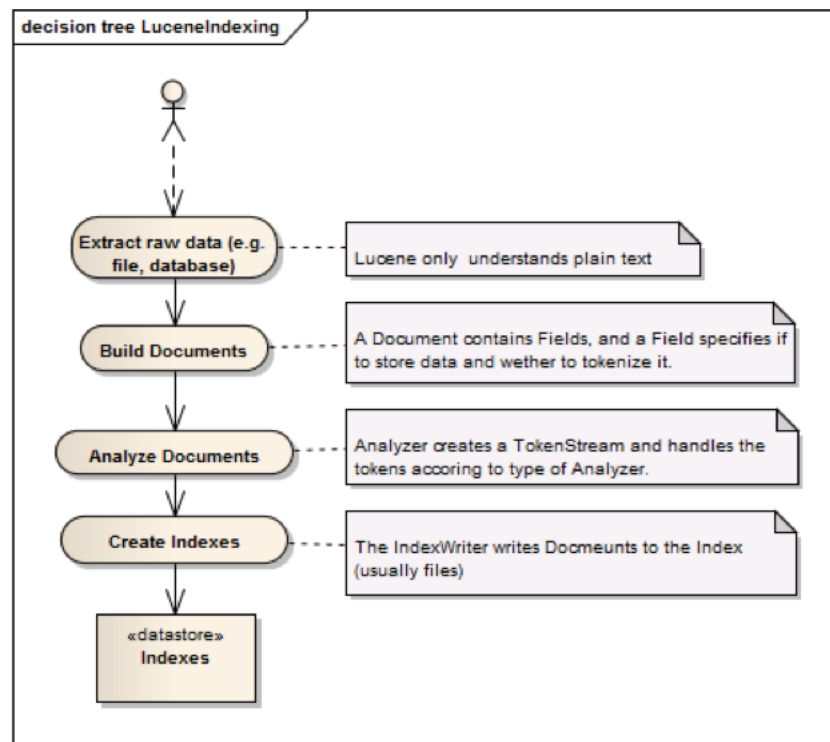 decision tree LuceneIndexing
Extract raw data (e.g.
file, database)
Lucene only understands plain text
Build Documents
A Document contains Fields, and a Field specifies if
to store data and wether to tokenize it.
Analyze Documents
Analyzer creates a TokenStream and handles the
tokens accoring to type of Analyzer.
Create Indexes
The IndexWriter writes Docmeunts to the Index
(usually files)
«datastore»
Indexes